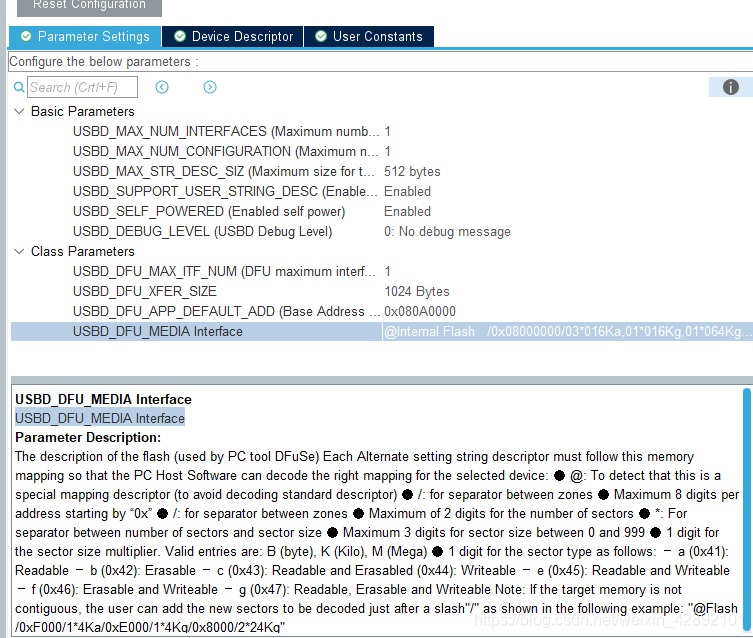 Reset Configuration
Parameter Settings Device Descriptor User Constants
Configure the below parameters :
Search (Crtl+F)
Basic Parameters
USBD_MAX_NUM_INTERFACES (Maximum numb... 1
USBD_MAX_NUM_CONFIGURATION (Maximum n... 1
USBD_MAX_STR_DESC_SIZ (Maximum size for t... 512 bytes
USBD_SUPPORT_USER_STRING_DESC (Enable... Enabled
USBD_SELF_POWERED (Enabled self power) Enabled
USBD_DEBUG_LEVEL (USBD Debug Level) 0: No debug message
Class Parameters
USBD_DFU_MAX_ITF_NUM (DFU maximum interf... 1
USBD_DFU_XFER_SIZE 1024 Bytes
USBD_DFU_APP_DEFAULT_ADD (Base Address ... 0x080A0000
USBD_DFU_MEDIA Interface @Internal Flash /0x08000000/03*016Ka,01*016Kg,01*064Kg...
USBD_DFU_MEDIA Interface
USBD_DFU_MEDIA Interface
Parameter Description:
The description of the flash (used by PC tool DFuSe) Each Alternate setting string descriptor must follow this memory
mapping so that the PC Host Software can decode the right mapping for the selected device: ● @: To detect that this is a
special mapping descriptor (to avoid decoding standard descriptor) ● /: for separator between zones ● Maximum 8 digits per
address starting by “0x” ● /: for separator between zones ● Maximum of 2 digits for the number of sectors ● *: For
separator between number of sectors and sector size ● Maximum 3 digits for sector size between 0 and 999 ● 1 digit for
the sector size multiplier. Valid entries are: B (byte), K (Kilo), M (Mega) ● 1 digit for the sector type as follows: – a (0x41):
Readable – b (0x42): Erasable – c (0x43): Readable and Erasabled (0x44): Writeable – e (0x45): Readable and Writeable
– f (0x46): Erasable and Writeable – g (0x47): Readable, Erasable and Writeable Note: If the target memory is not
contiguous, the user can add the new sectors to be decoded just after a slash"/" as shown in the following example: "@Flash
/0xF000/1*4Ka/0xE000/1*4Kg/0x8000/2*24Kg"
https://blog.csdn.net/weixin_42892101